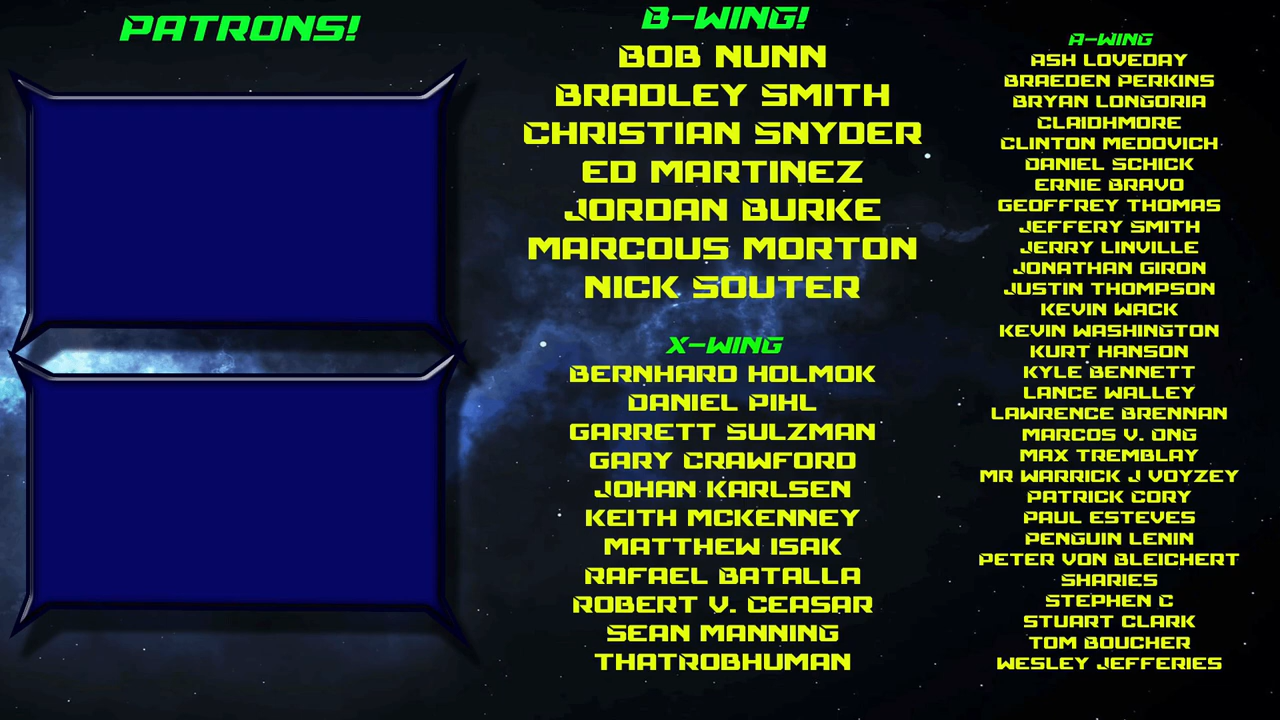 PATRONS!
B-WING!
BOB NUNN
BRADLEY SMITH
CHRISTIAN SNYDER
ED MARTINEZ
JORDAN BURKE
MARCOUS MORTON
NICK SOUTER
X-WING
BERNHARD HOLMOK
DANIEL PIHL
GARRETT SULZMAN
GARY CRAWFORD
JOHAN KARLSEN
KEITH MCKENNEY
MATTHEW ISAK
RAFAEL BATALLA
ROBERT V. CEASAR
SEAN MANNING
THATROBHUMAN
A-WING
ASH LOVEDAY
BRAEDEN PERKINS
BRYAN LONGORIA
CLAIDHMORE
CLINTON MEDOVICH
DANIEL SCHICK
ERNIE BRAVO
GEOFFREY THOMAS
JEFFERY SMITH
JERRY LINVILLE
JONATHAN GIRON
JUSTIN THOMPSON
KEVIN WACK
KEVIN WASHINGTON
KURT HANSON
KYLE BENNETT
LANCE WALLEY
LAWRENCE BRENNAN
MARCOS V. ONG
MAX TREMBLAY
MR WARRICK J VOYZEY
PATRICK CORY
PAUL ESTEVES
PENGUIN LENIN
PETER VON BLEICHERT
SHARIES
STEPHEN C
STUART CLARK
TOM BOUCHER
WESLEY JEFFERIES